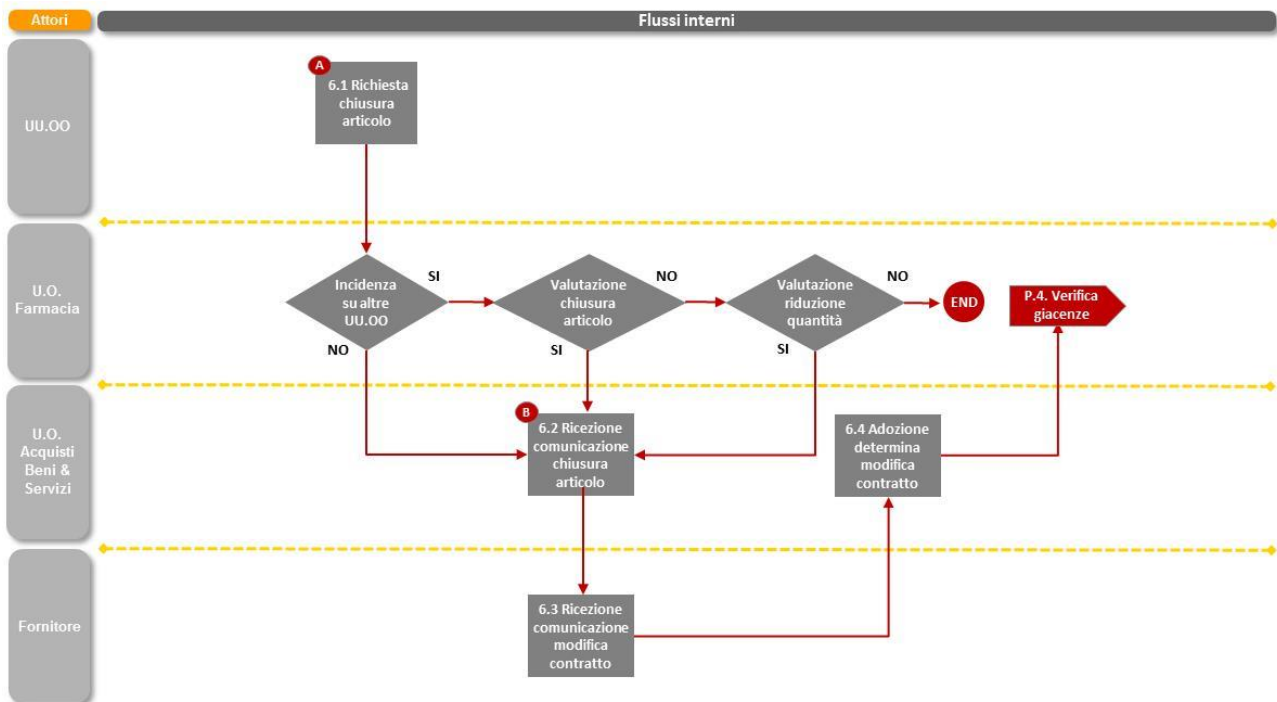 Attori
Flussi interni
UU.OO
A
6.1 Richiesta
chiusura
articolo
U.O.
Farmacia
Incidenza
su altre
UU.OO
SI
NO
Valutazione
chiusura
articolo
NO
SI
Valutazione
riduzione
quantità
NO
SI
END
P.4. Verifica
giacenze
U.O.
Acquisti
Beni &
Servizi
B
6.2 Ricezione
comunicazione
chiusura
articolo
6.4 Adozione
determina
modifica
contratto
Fornitore
6.3 Ricezione
comunicazione
modifica
contratto